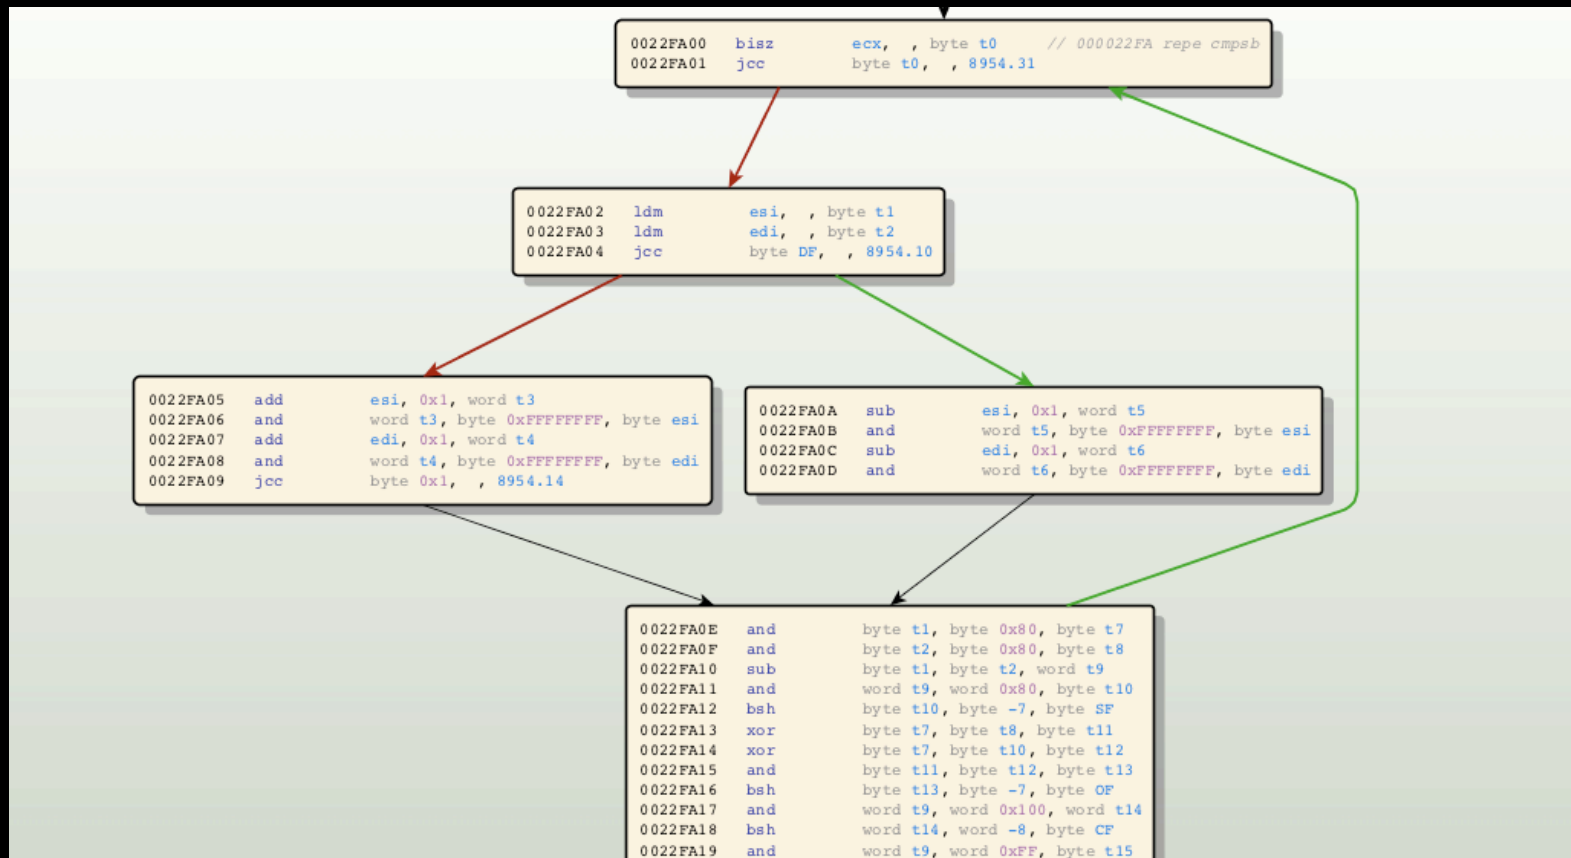 0022FA00 bisz ecx, , byte t0 // 000022FA repe cmpsb
0022FA01 jcc byte t0, , 8954.31
0022FA02 ldm esi, , byte t1
0022FA03 ldm edi, , byte t2
0022FA04 jcc byte DF, , 8954.10
0022FA05 add esi, 0x1, word t3
0022FA06 and word t3, byte 0xFFFFFFFF, byte esi
0022FA07 add edi, 0x1, word t4
0022FA08 and word t4, byte 0xFFFFFFFF, byte edi
0022FA09 jcc byte 0x1, , 8954.14
0022FA0A sub esi, 0x1, word t5
0022FA0B and word t5, byte 0xFFFFFFFF, byte esi
0022FA0C sub edi, 0x1, word t6
0022FA0D and word t6, byte 0xFFFFFFFF, byte edi
0022FA0E and byte t1, byte 0x80, byte t7
0022FA0F and byte t2, byte 0x80, byte t8
0022FA10 sub byte t1, byte t2, word t9
0022FA11 and word t9, word 0x80, byte t10
0022FA12 bsh byte t10, byte -7, byte SF
0022FA13 xor byte t7, byte t8, byte t11
0022FA14 xor byte t7, byte t10, byte t12
0022FA15 and byte t11, byte t12, byte t13
0022FA16 bsh byte t13, byte -7, byte OF
0022FA17 and word t9, word 0x100, word t14
0022FA18 bsh word t14, word -8, byte CF
0022FA19 and word t9, word 0xFF, byte t15